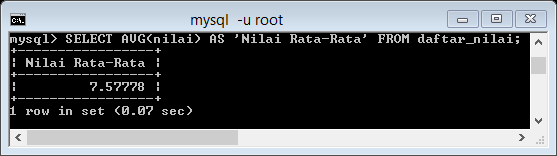 mysql -u root
mysql> SELECT AVG(nilai) AS 'Nilai Rata-Rata' FROM daftar_nilai;
+-----------------+
| Nilai Rata-Rata |
+-----------------+
|         7.57778 |
+-----------------+
1 row in set (0.07 sec)